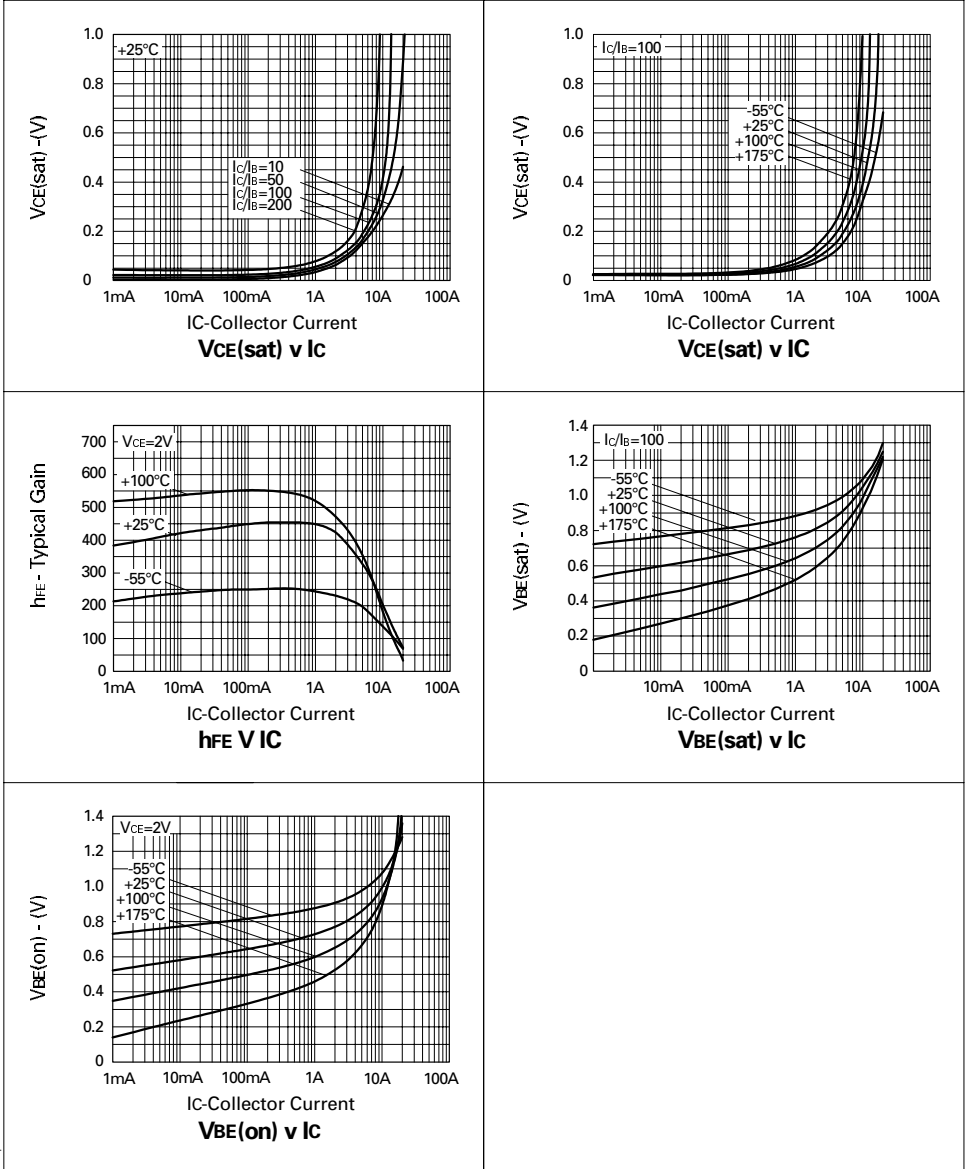 1.0
+25°C
0.8
0.6
0.4
0.2
0
IC/IB=10
IC/IB=50
IC/IB=100
IC/IB=200
VCE(sat) -(V)
1mA 10mA 100mA 1A 10A 100A
IC-Collector Current
VCE(sat) v IC
1.0
IC/IB=100
0.8
0.6
0.4
0.2
0
-55°C
+25°C
+100°C
+175°C
VCE(sat) -(V)
1mA 10mA 100mA 1A 10A 100A
IC-Collector Current
VCE(sat) v IC
700
600
500
400
300
200
100
0
VCE=2V
+100°C
+25°C
-55°C
hFE - Typical Gain
1mA 10mA 100mA 1A 10A 100A
IC-Collector Current
hFE V IC
1.4
1.2
1.0
0.8
0.6
0.4
0.2
0
IC/IB=100
-55°C
+25°C
+100°C
+175°C
VBE(sat) - (V)
10mA 100mA 1A 10A 100A
IC-Collector Current
VBE(sat) v IC
1.4
1.2
1.0
0.8
0.6
0.4
0.2
0
VCE=2V
-55°C
+25°C
+100°C
+175°C
VBE(on) - (V)
1mA 10mA 100mA 1A 10A 100A
IC-Collector Current
VBE(on) v IC